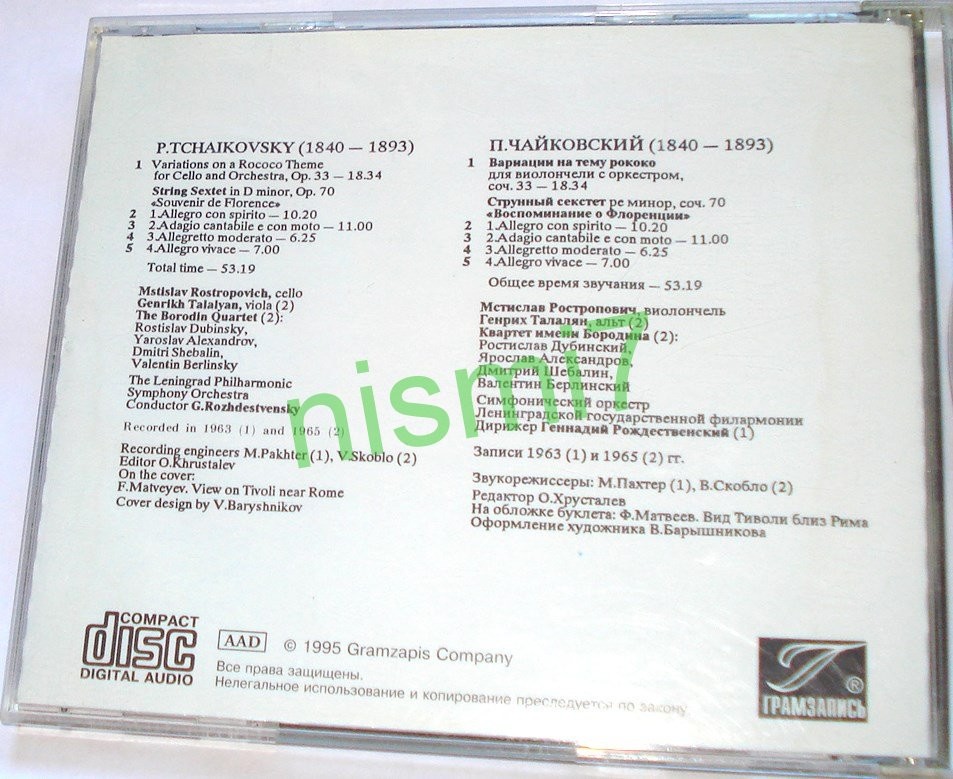 P.TCHAIKOVSKY (1840 — 1893)
1 Variations on a Rococo Theme
for Cello and Orchestra, Op. 33 — 18.34
String Sextet in D minor, Op. 70
«Souvenir de Florence»
2 1.Allegro con spirito — 10.20
3 2.Adagio cantabile e con moto — 11.00
4 3.Allegretto moderato — 6.25
5 4.Allegro vivace — 7.00
Total time — 53.19
Mstislav Rostropovich, cello
Genrikh Talalyan, viola (2)
The Borodin Quartet (2):
Rostislav Dubinsky,
Yaroslav Alexandrov,
Dmitri Shebalin,
Valentin Berlinsky
The Leningrad Philharmonic
Symphony Orchestra
Conductor G.Rozhdestvensky
Recorded in 1963 (1) and 1965 (2)
Recording engineers M.Pakhter (1), V.Skoblo (2)
Editor O.Khrustalev
On the cover:
F.Matveyev. View on Tivoli near Rome
Cover design by V.Baryshnikov
П.ЧАЙКОВСКИЙ (1840 — 1893)
1 Вариации на тему рококо
для виолончели с оркестром,
соч. 33 — 18.34
Струнный секстет ре минор, соч. 70
«Воспоминание о Флоренции»
2 1.Allegro con spirito — 10.20
3 2.Adagio cantabile e con moto — 11.00
4 3.Allegretto moderato — 6.25
5 4.Allegro vivace — 7.00
Общее время звучания — 53.19
Мстислав Ростропович, виолончель
Генрих Талалян, альт (2)
Квартет имени Бородина (2):
Ростислав Дубинский,
Ярослав Александров,
Дмитрий Шебалин,
Валентин Берлинский
Симфонический оркестр
Ленинградской государственной филармонии
Дирижер Геннадий Рождественский (1)
Записи 1963 (1) и 1965 (2) гг.
Звукорежиссеры: М.Пахтер (1), В.Скобло (2)
Редактор О.Хрусталев
На обложке буклета: Ф.Матвеев. Вид Тиволи близ Рима
Оформление художника В.Барышникова
nismi7
COMPACT
disc
DIGITAL AUDIO
AAD © 1995 Gramzapis Company
Все права защищены.
Нелегальное использование и копирование преследуется по закону
®
ГРАМЗАПИСЬ